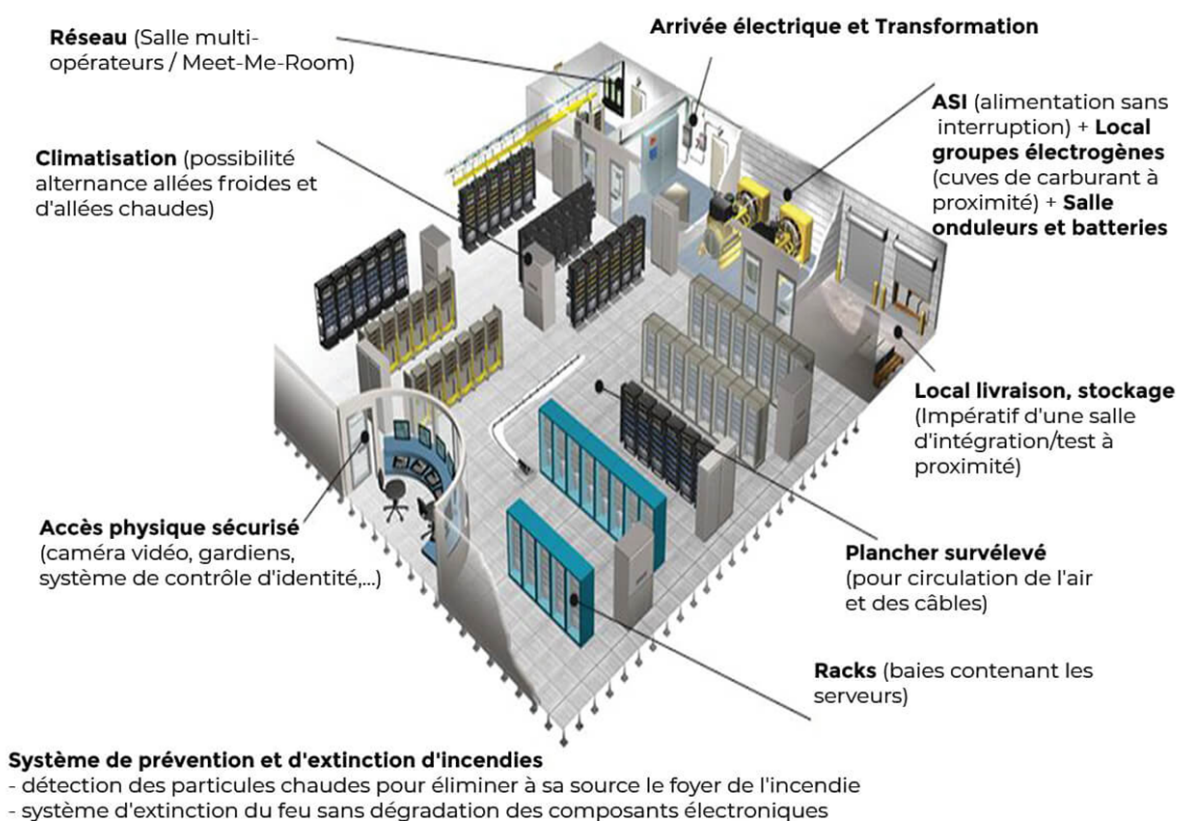 Réseau (Salle multi-
opérateurs / Meet-Me-Room)
Arrivée électrique et Transformation
ASI (alimentation sans
interruption) + Local
groupes électrogènes
(cuves de carburant à
proximité) + Salle
onduleurs et batteries
Climatisation (possibilité
alternance allées froides et
d'allées chaudes)
Local livraison, stockage
(Impératif d'une salle
d'intégration/test à
proximité)
Accès physique sécurisé
(caméra vidéo, gardiens,
système de contrôle d'identité,...)
Plancher survélevé
(pour circulation de l'air
et des câbles)
Racks (baies contenant les
serveurs)
Système de prévention et d'extinction d'incendies
- détection des particules chaudes pour éliminer à sa source le foyer de l'incendie
- système d'extinction du feu sans dégradation des composants électroniques